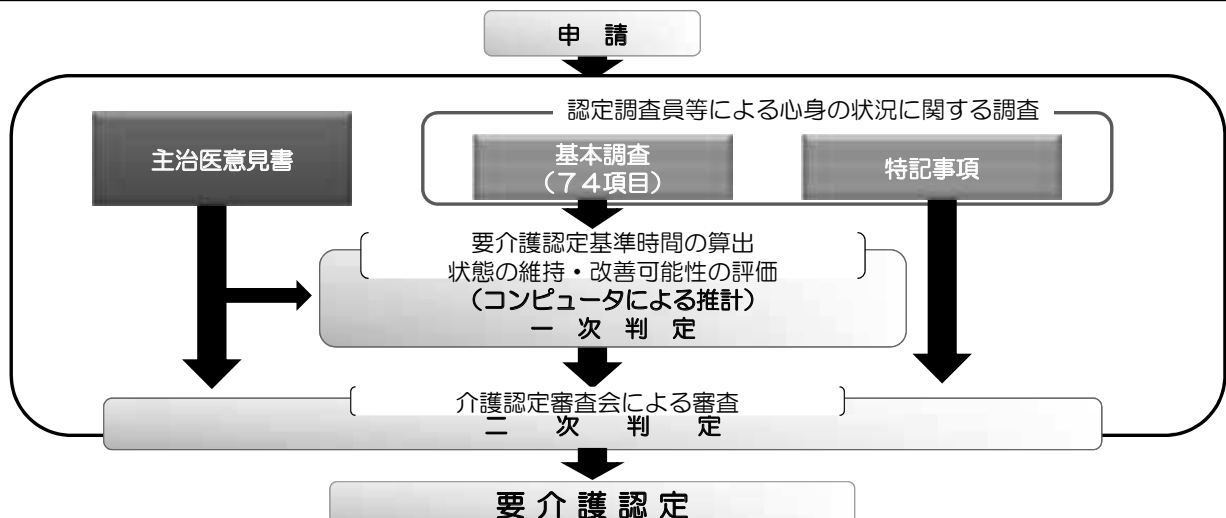 申 請
認定調査員等による心身の状況に関する調査
主治医意見書
基本調査
(74項目)
特記事項
要介護認定基準時間の算出
状態の維持・改善可能性の評価
(コンピュータによる推計)
一 次 判 定
介護認定審査会による審査
二 次 判 定
要 介 護 認 定